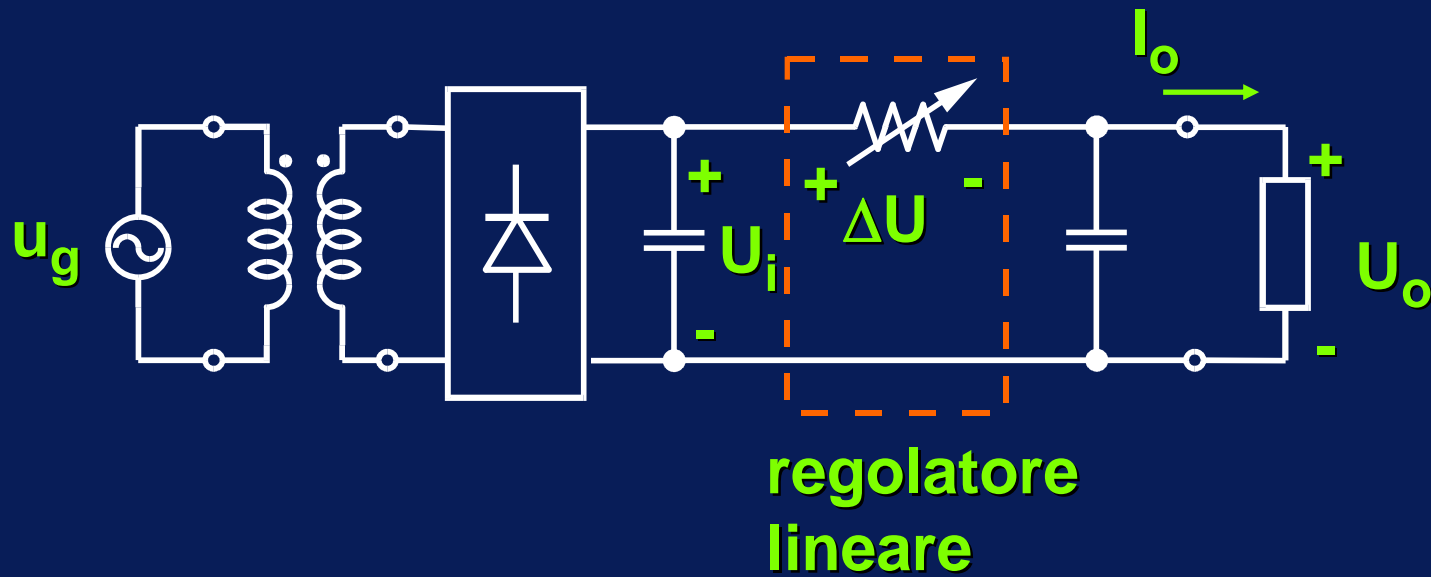 Io
+
+
+
-
ug
ΔU
Ui
Uo
-
-
regolatore
lineare